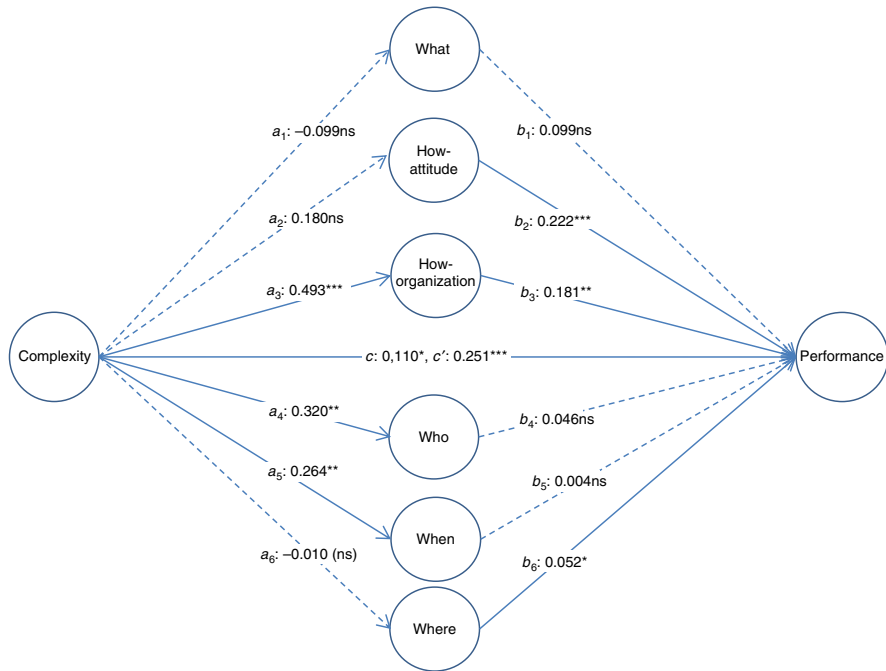 What
a1: –0.099ns
b1: 0.099ns
How-
attitude
a2: 0.180ns
b2: 0.222***
How-
organization
a3: 0.493***
b3: 0.181**
Complexity
c: 0,110*, c′: 0.251***
Performance
a4: 0.320**
Who
b4: 0.046ns
a5: 0.264**
b5: 0.004ns
When
a6: –0.010 (ns)
b6: 0.052*
Where